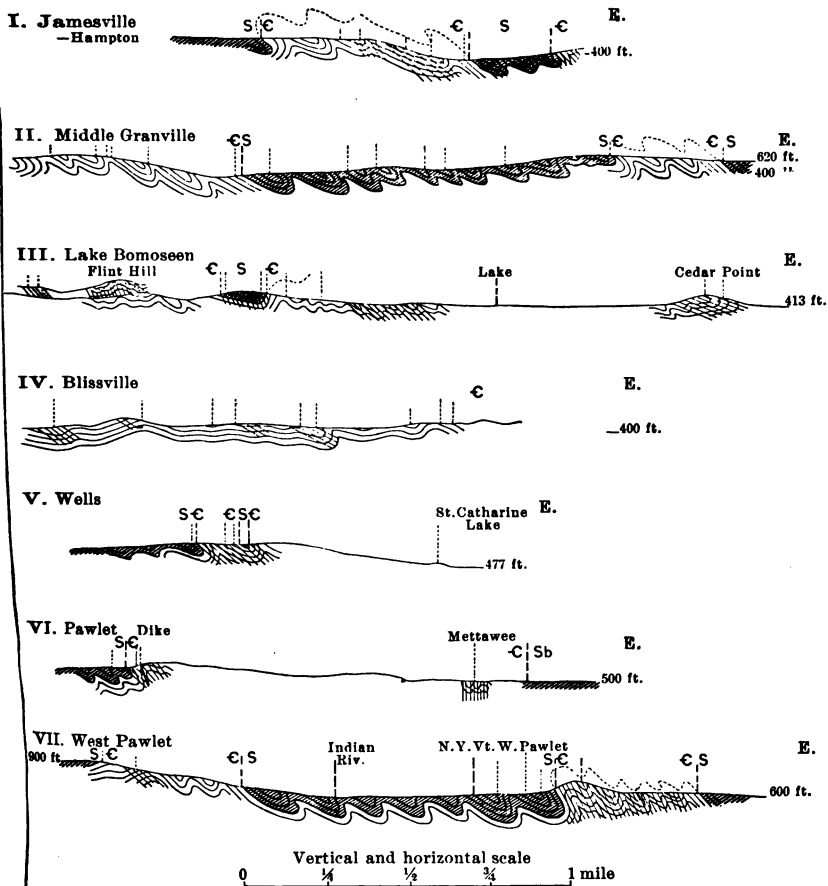 I. Jamesville
—Hampton
S Є Є S Є E.
400 ft.
II. Middle Granville
Є S S Є Є S E.
620 ft.
400 "
III. Lake Bomoseen
Flint Hill
Є S Є Lake Cedar Point E.
413 ft.
IV. Blissville
Є E.
400 ft.
V. Wells
S Є Є S Є St. Catharine
Lake E.
477 ft.
VI. Pawlet
S Є Dike Mettawee Є Sb E.
500 ft.
VII. West Pawlet
900 ft. S Є Є S Indian
Riv. N.Y. Vt. W. Pawlet
S Є Є S E.
600 ft.
Vertical and horizontal scale
0 ¼ ½ ¾ 1 mile